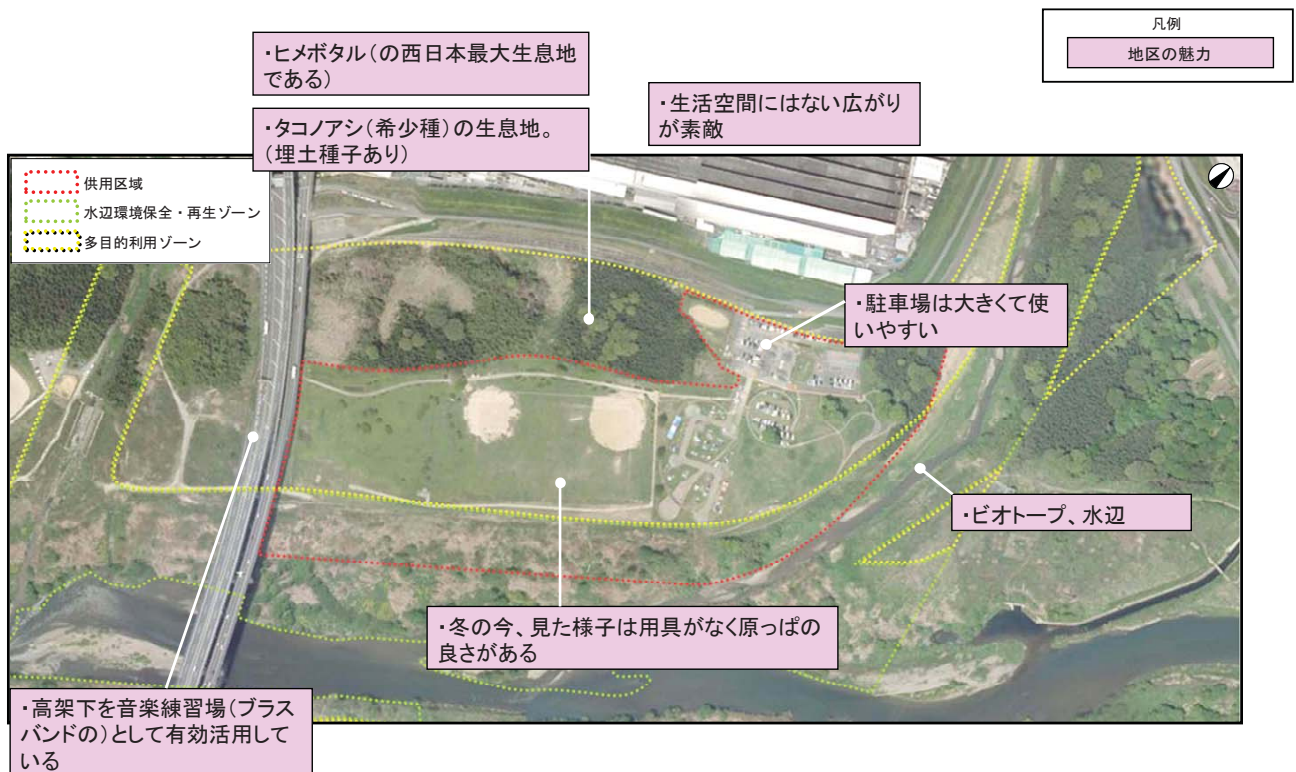 凡例
地区の魅力
・ヒメボタル(の西日本最大生息地
である)
・タコノアシ(希少種)の生息地。
(埋土種子あり)
・生活空間にはない広がり
が素敵
供用区域
水辺環境保全・再生ゾーン
多目的利用ゾーン
・駐車場は大きくて使
いやすい
・ビオトープ、水辺
・冬の今、見た様子は用具がなく原っぱの
良さがある
・高架下を音楽練習場(ブラス
バンドの)として有効活用して
いる